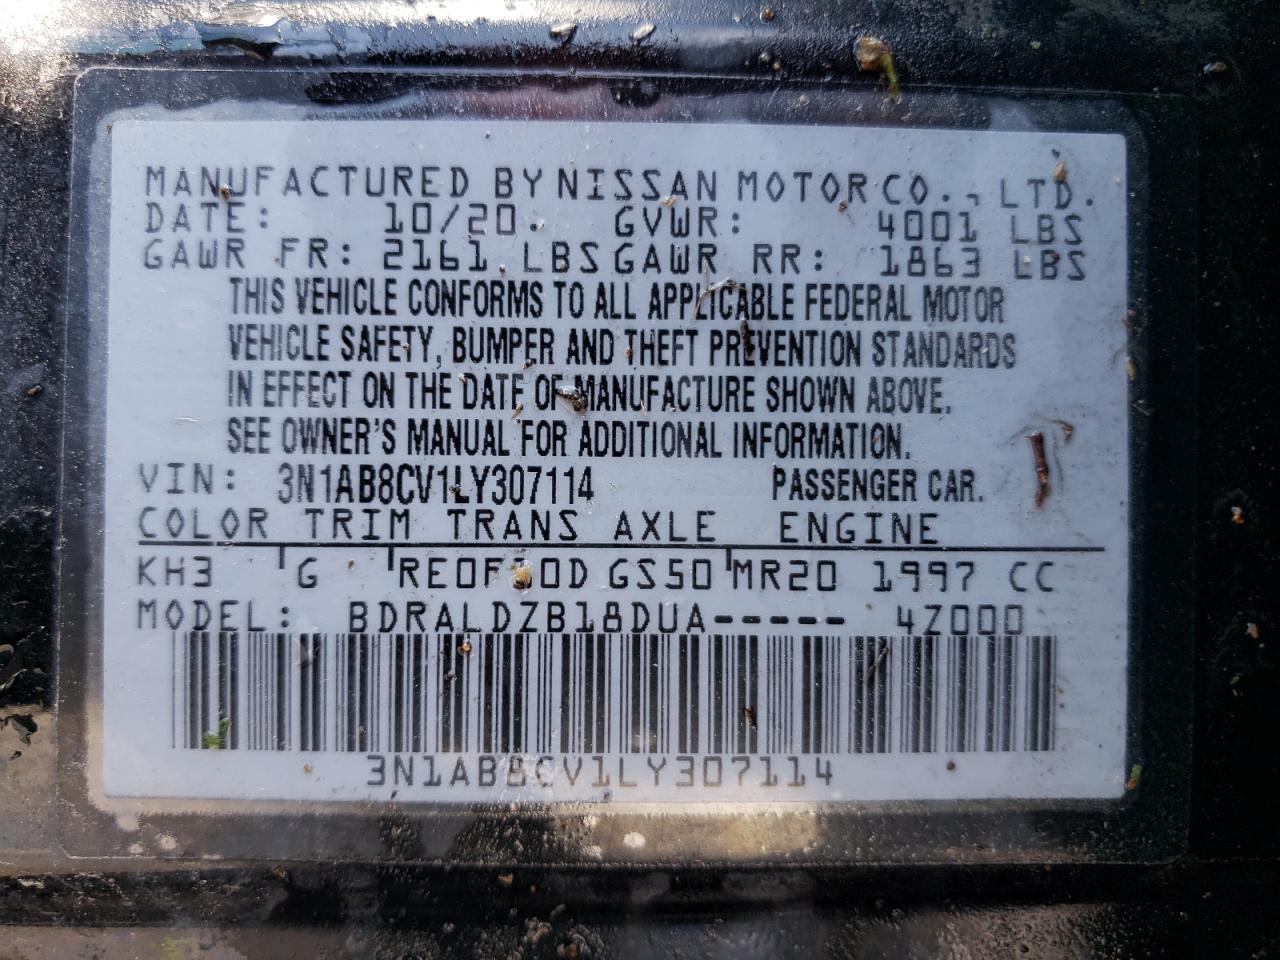 MANUFACTURED BY NISSAN MOTOR CO., LTD.
DATE: 10/20. GVWR: 4001 LBS
GAWR FR: 2161 LBS GAWR RR: 1863 LBS
THIS VEHICLE CONFORMS TO ALL APPLICABLE FEDERAL MOTOR
VEHICLE SAFETY, BUMPER AND THEFT PREVENTION STANDARDS
IN EFFECT ON THE DATE OF MANUFACTURE SHOWN ABOVE.
SEE OWNER'S MANUAL FOR ADDITIONAL INFORMATION.
VIN: 3N1AB8CV1LY307114 PASSENGER CAR.
COLOR TRIM TRANS AXLE ENGINE
KH3 G GS50 MR20 1997 CC
MODEL: BDRALDZB18DUA----- 4Z000
3N1AB8CV1LY307114